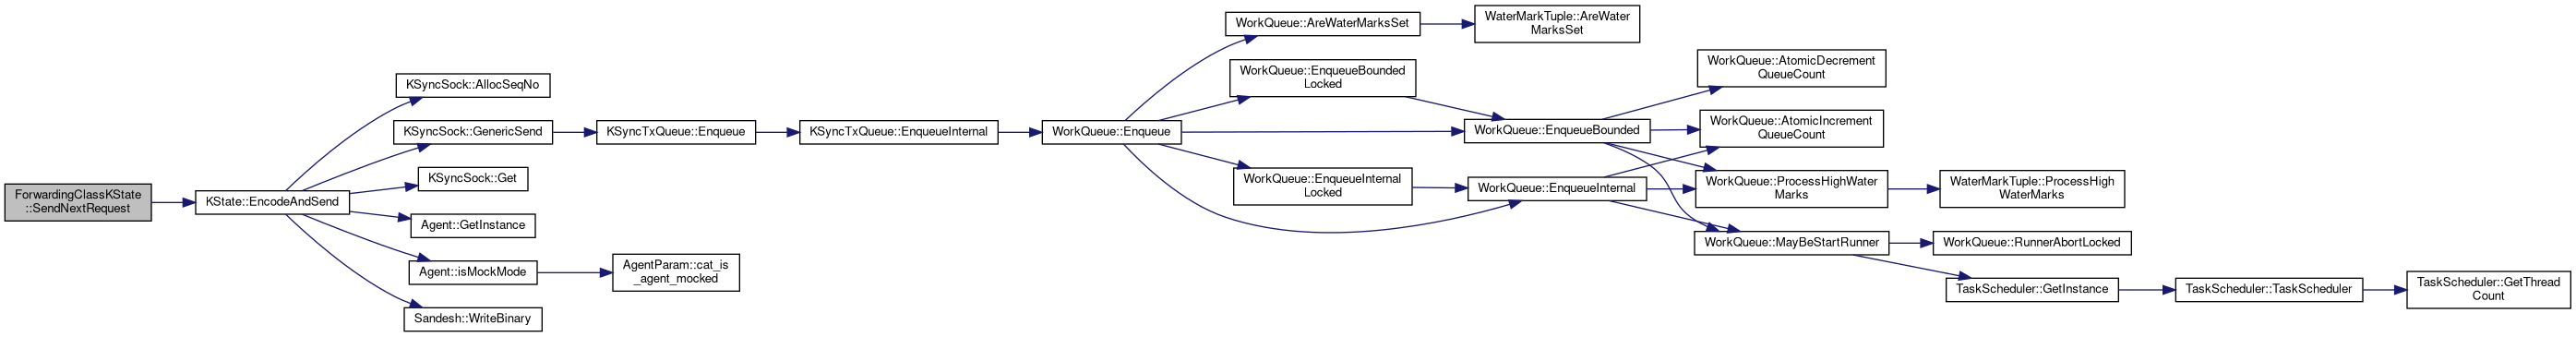 ForwardingClassKState
::SendNextRequest
KState::EncodeAndSend
KSyncSock::AllocSeqNo
KSyncSock::GenericSend
KSyncTxQueue::Enqueue
KSyncTxQueue::EnqueueInternal
WorkQueue::Enqueue
WorkQueue::AreWaterMarksSet
WaterMarkTuple::AreWater
MarksSet
WorkQueue::EnqueueBounded
Locked
WorkQueue::EnqueueBounded
WorkQueue::AtomicDecrement
QueueCount
WorkQueue::AtomicIncrement
QueueCount
WorkQueue::ProcessHighWater
Marks
WaterMarkTuple::ProcessHigh
WaterMarks
WorkQueue::MayBeStartRunner
WorkQueue::RunnerAbortLocked
TaskScheduler::GetInstance
TaskScheduler::TaskScheduler
TaskScheduler::GetThread
Count
WorkQueue::EnqueueInternal
Locked
WorkQueue::EnqueueInternal
KSyncSock::Get
Agent::GetInstance
Agent::isMockMode
AgentParam::cat_is
_agent_mocked
Sandesh::WriteBinary